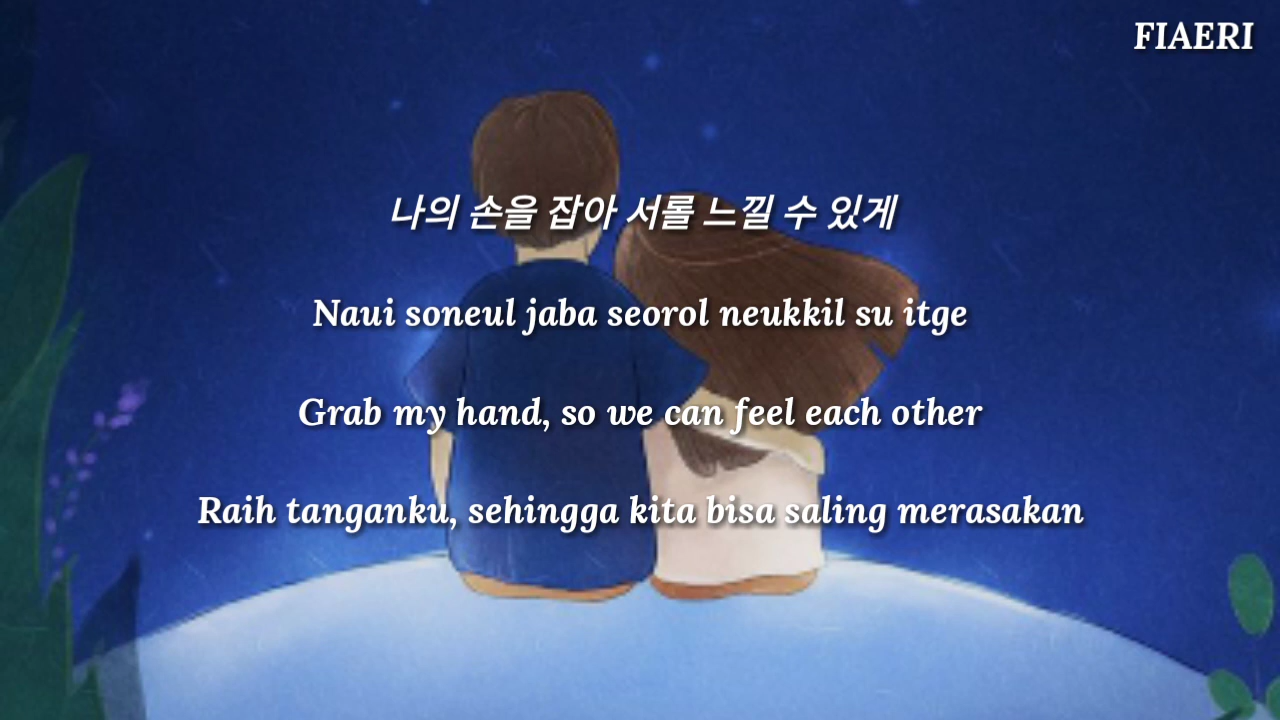 FIAERI
나의 손을 잡아 서롤 느낄 수 있게
Naui soneul jaba seorol neukkil su itge
Grab my hand, so we can feel each other
Raih tanganku, sehingga kita bisa saling merasakan